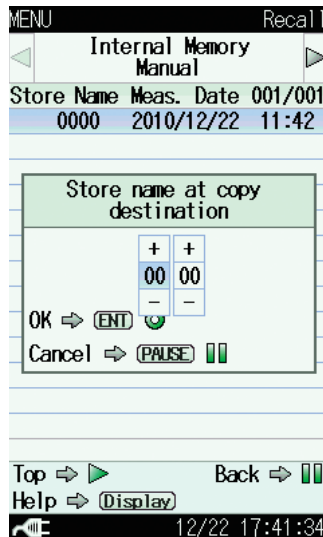 MENU Recall
Internal Memory
Manual
Store Name Meas. Date 001/001
0000 2010/12/22 11:42
Store name at copy
destination
+ +
00 00
− −
OK ⇨ ENT
Cancel ⇨ PAUSE
Top ⇨ Back ⇨
Help ⇨ Display
12/22 17:41:34